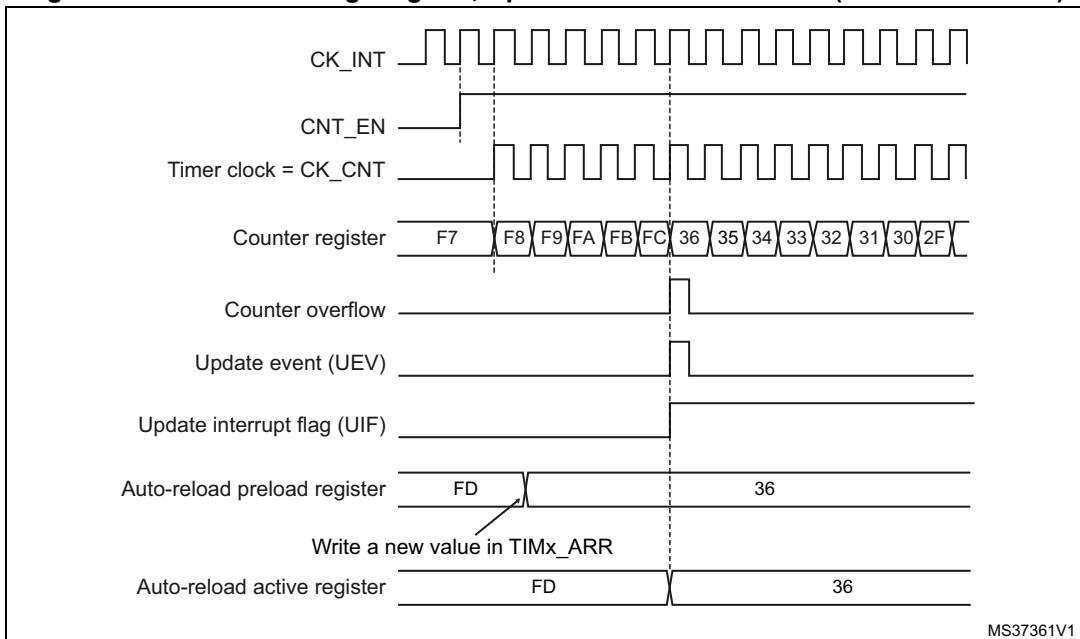 CK_INT
CNT_EN
Timer clock = CK_CNT
Counter register F7 F8 F9 FA FB FC 36 35 34 33 32 31 30 2F
Counter overflow
Update event (UEV)
Update interrupt flag (UIF)
Auto-reload preload register FD 36
Write a new value in TIMx_ARR
Auto-reload active register FD 36
MS37361V1